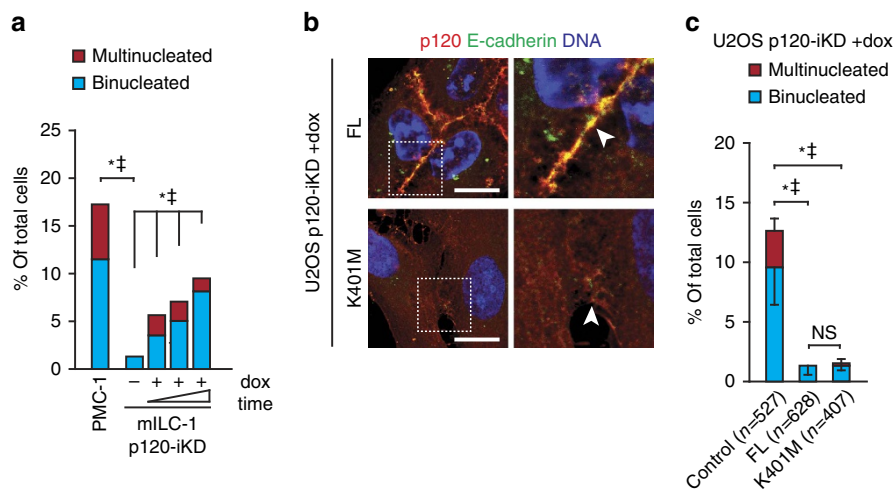 a
Multinucleated
Binucleated
25
20
15
10
5
0
% Of total cells
*‡
*‡
PMC-1
– + + + dox
time
mILC-1
p120-iKD
b
p120 E-cadherin DNA
U2OS p120-iKD +dox
FL
K401M
c
U2OS p120-iKD +dox
Multinucleated
Binucleated
20
15
10
5
0
% Of total cells
*‡
*‡
NS
Control (n=527)
FL (n=628)
K401M (n=407)